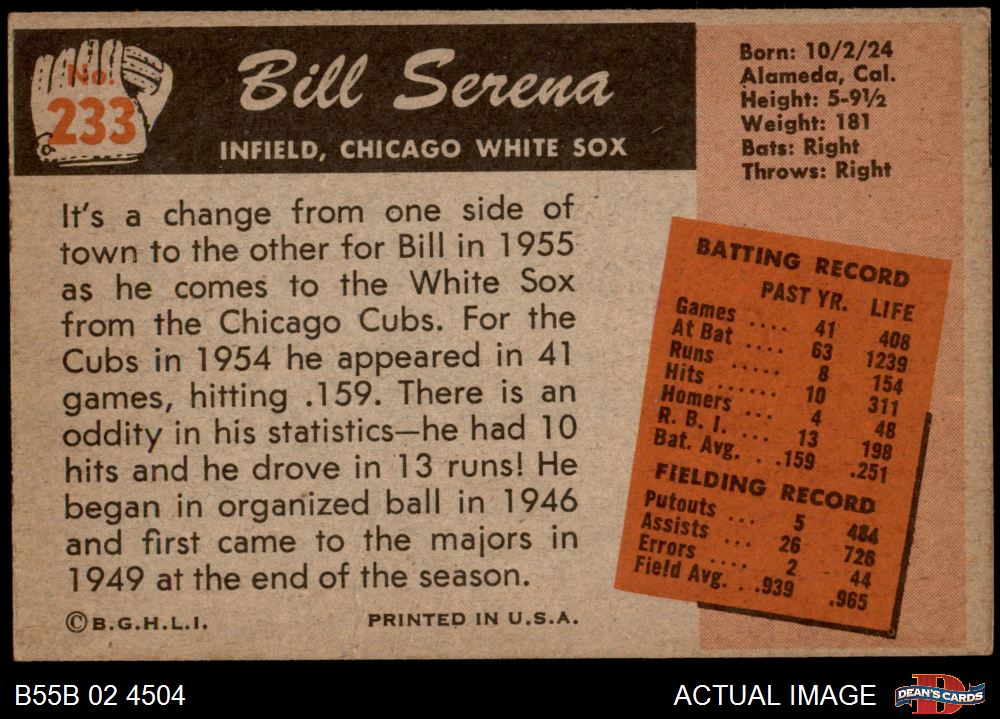 No.
233
Bill Serena
INFIELD, CHICAGO WHITE SOX
Born: 10/2/24
Alameda, Cal.
Height: 5-9½
Weight: 181
Bats: Right
Throws: Right
It's a change from one side of
town to the other for Bill in 1955
as he comes to the White Sox
from the Chicago Cubs. For the
Cubs in 1954 he appeared in 41
games, hitting .159. There is an
oddity in his statistics—he had 10
hits and he drove in 13 runs! He
began in organized ball in 1946
and first came to the majors in
1949 at the end of the season.
©B.G.H.L.I. PRINTED IN U.S.A.
BATTING RECORD
PAST YR. LIFE
Games .... 41 408
At Bat .... 63 1239
Runs ..... 8 154
Hits ...... 10 311
Homers ... 4 48
R. B. I. .... 13 198
Bat. Avg. . .159 .251
FIELDING RECORD
Putouts ... 5 484
Assists ... 26 726
Errors .... 2 44
Field Avg. . .939 .965
B55B 02 4504
ACTUAL IMAGE
D
DEAN'S CARDS